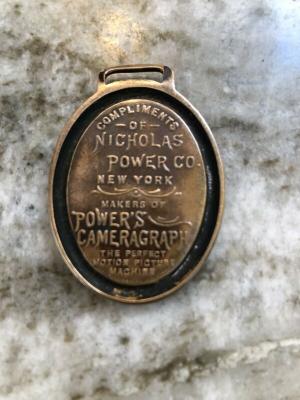 COMPLIMENTS
-OF-
NICHOLAS
POWER CO.
NEW YORK
MAKERS OF
POWER'S
CAMERAGRAPH
THE PERFECT
MOTION PICTURE
MACHINE